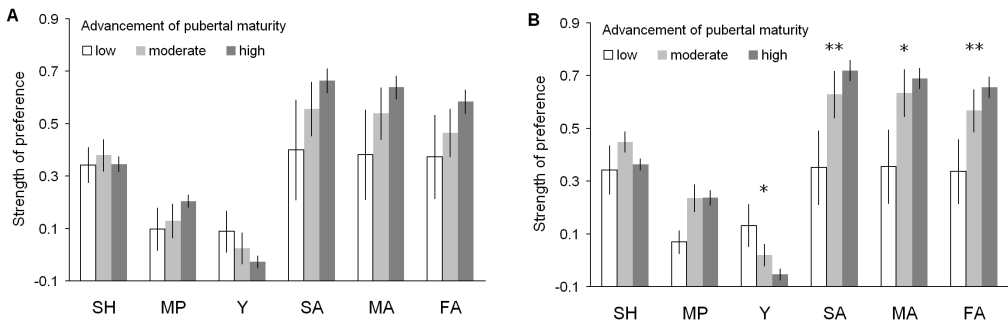 A
Advancement of pubertal maturity
low moderate high
Strength of preference
0.9
0.7
0.5
0.3
0.1
-0.1
SH MP Y SA MA FA
B
Advancement of pubertal maturity
low moderate high
Strength of preference
0.9
0.7
0.5
0.3
0.1
-0.1
** * **
*
SH MP Y SA MA FA